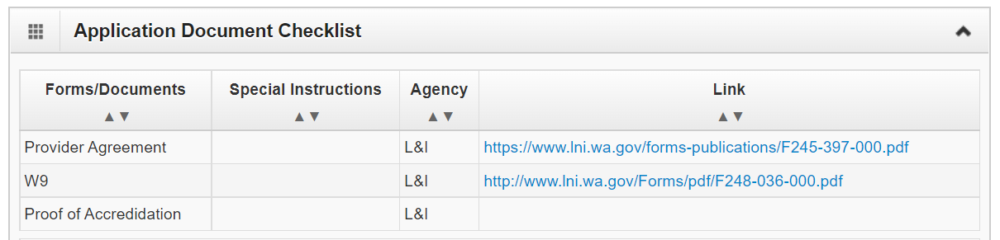 Application Document Checklist
Forms/Documents Special Instructions Agency Link
▲▼ ▲▼ ▲▼ ▲▼
Provider Agreement L&I https://www.lni.wa.gov/forms-publications/F245-397-000.pdf
W9 L&I http://www.lni.wa.gov/Forms/pdf/F248-036-000.pdf
Proof of Accredidation L&I